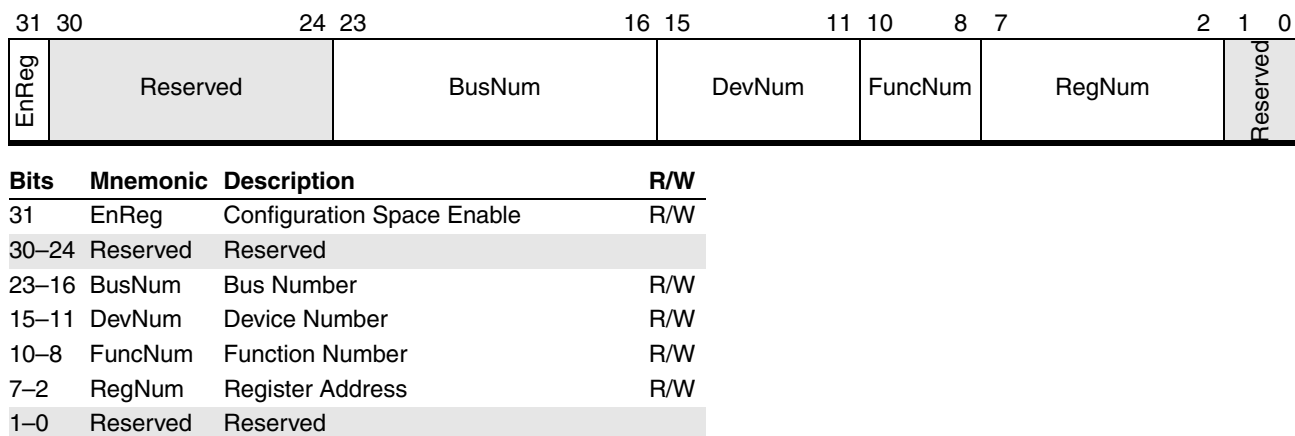 31 30 24 23 16 15 11 10 8 7 2 1 0
EnReg Reserved BusNum DevNum FuncNum RegNum Reserved
Bits Mnemonic Description R/W
31 EnReg Configuration Space Enable R/W
30–24 Reserved Reserved
23–16 BusNum Bus Number R/W
15–11 DevNum Device Number R/W
10–8 FuncNum Function Number R/W
7–2 RegNum Register Address R/W
1–0 Reserved Reserved